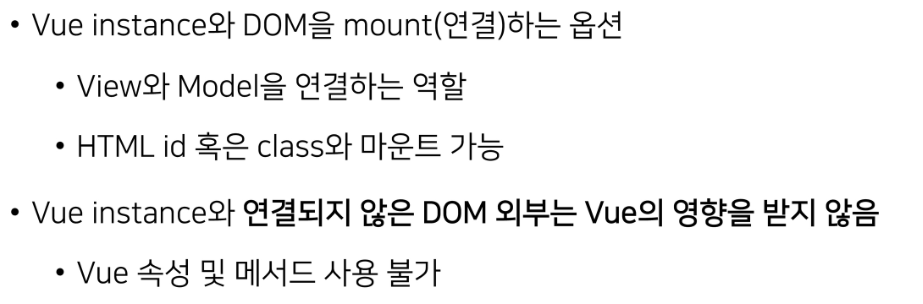 • Vue instance와 DOM을 mount(연결)하는 옵션
• View와 Model을 연결하는 역할
• HTML id 혹은 class와 마운트 가능
• Vue instance와 연결되지 않은 DOM 외부는 Vue의 영향을 받지 않음
• Vue 속성 및 메서드 사용 불가